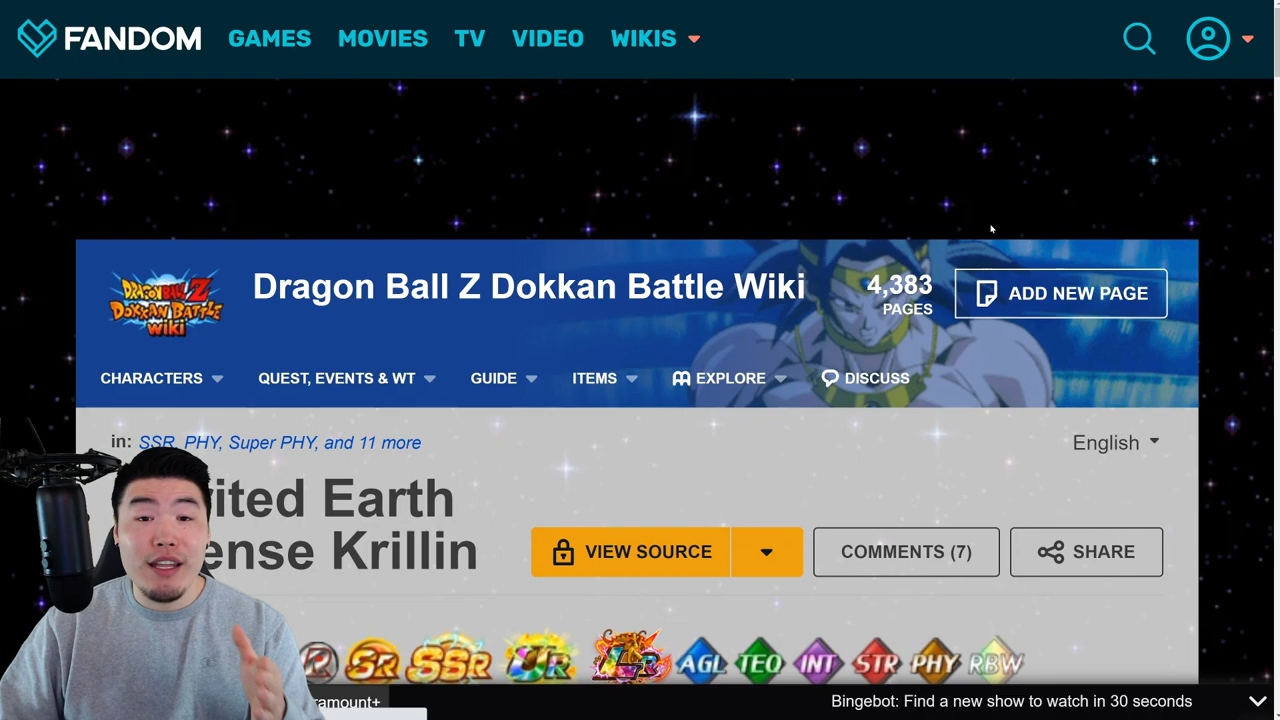 FANDOM GAMES MOVIES TV VIDEO WIKIS
DRAGON BALL Z
DOKKAN BATTLE
wiki
Dragon Ball Z Dokkan Battle Wiki
4,383
PAGES
ADD NEW PAGE
CHARACTERS QUEST, EVENTS & WT GUIDE ITEMS EXPLORE DISCUSS
in: SSR, PHY, Super PHY, and 11 more
English
rited Earth
ense Krillin
VIEW SOURCE
COMMENTS (7)
SHARE
R SR SSR UR LR AGL TEQ INT STR PHY RBW
aramount+
Bingebot: Find a new show to watch in 30 seconds